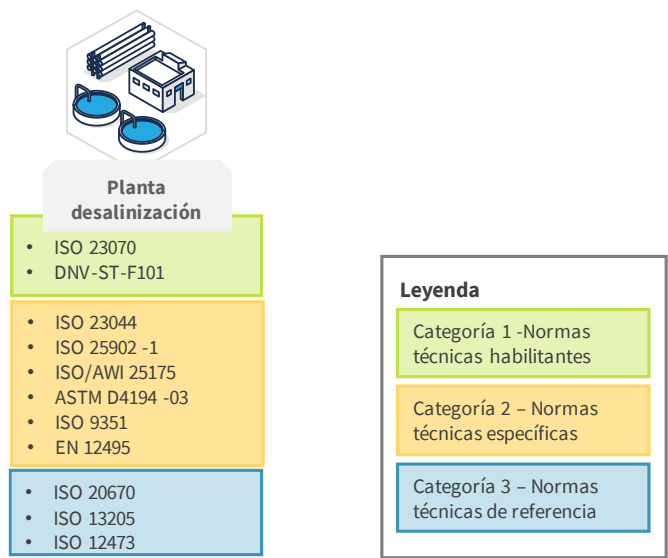 Planta
desalinización
• ISO 23070
• DNV-ST-F101
• ISO 23044
• ISO 25902 -1
• ISO/AWI 25175
• ASTM D4194 -03
• ISO 9351
• EN 12495
• ISO 20670
• ISO 13205
• ISO 12473
Leyenda
Categoría 1 -Normas
técnicas habilitantes
Categoría 2 – Normas
técnicas específicas
Categoría 3 – Normas
técnicas de referencia